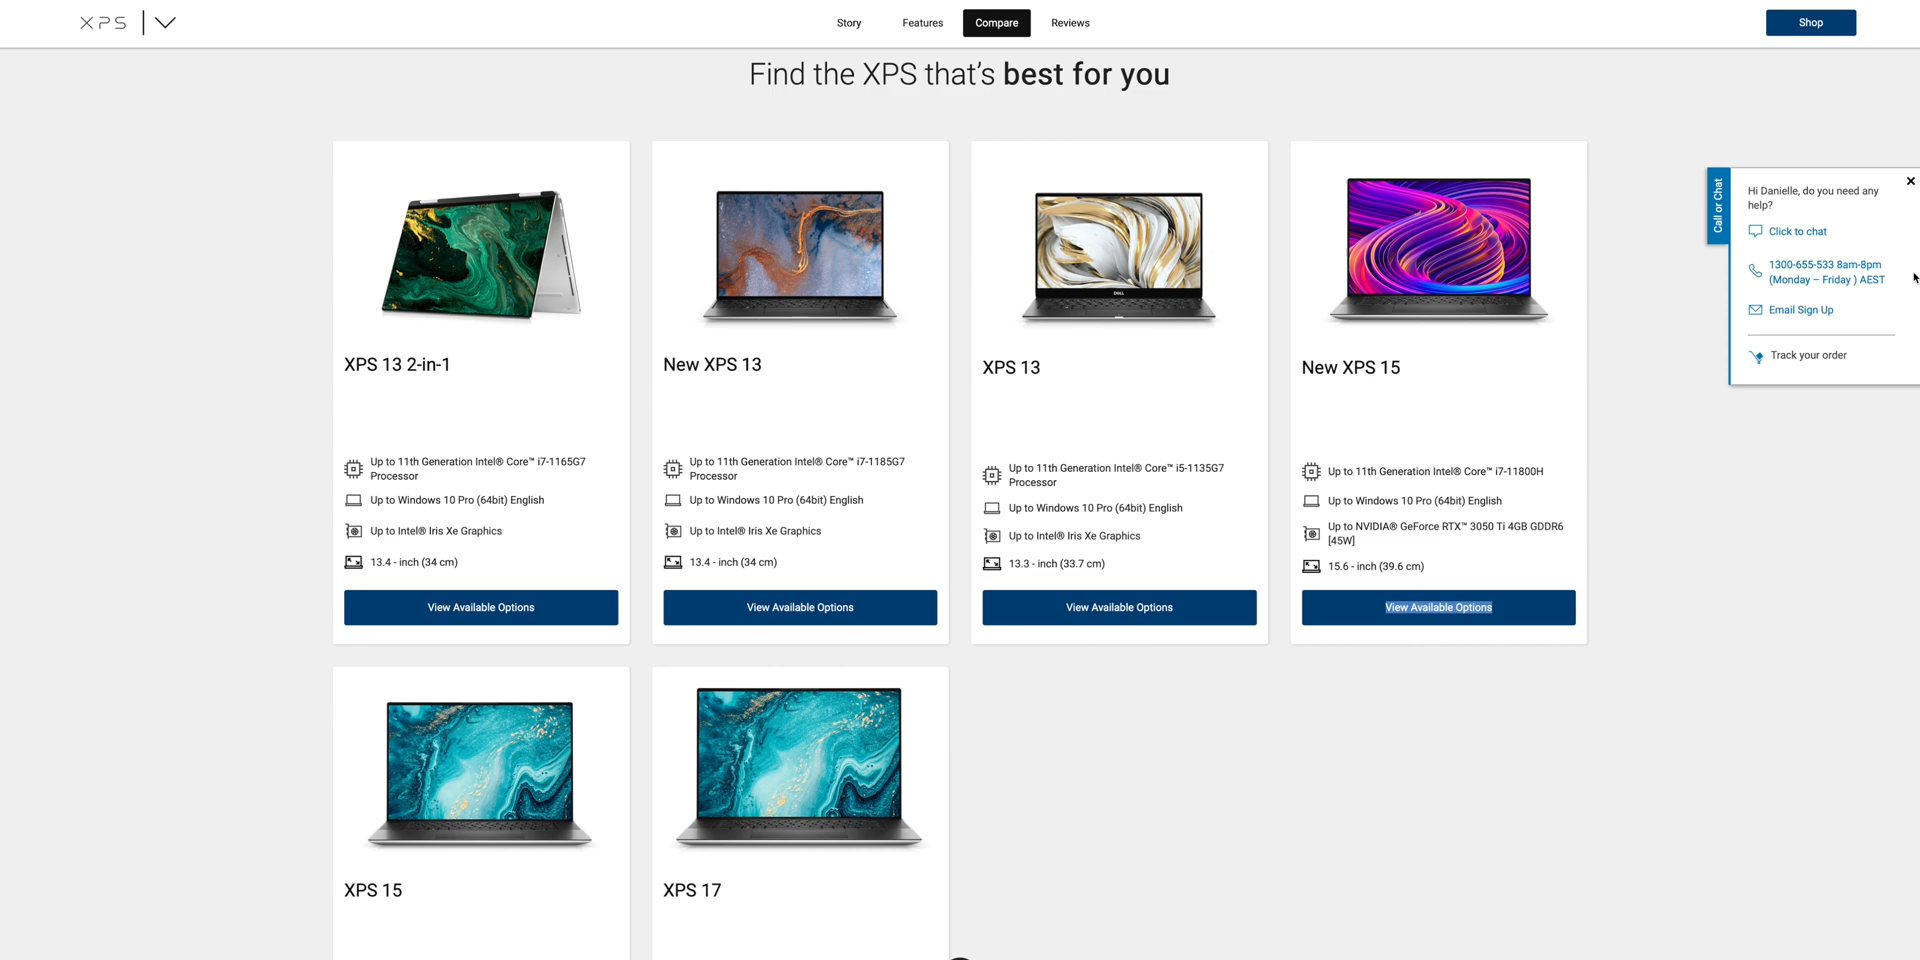 XPS
Story
Features
Compare
Reviews
Shop
Find the XPS that's best for you
XPS 13 2-in-1
Up to 11th Generation Intel® Core™ i7-1165G7
Processor
Up to Windows 10 Pro (64bit) English
Up to Intel® Iris Xe Graphics
13.4 - inch (34 cm)
View Available Options
New XPS 13
Up to 11th Generation Intel® Core™ i7-1185G7
Processor
Up to Windows 10 Pro (64bit) English
Up to Intel® Iris Xe Graphics
13.4 - inch (34 cm)
View Available Options
DELL
XPS 13
Up to 11th Generation Intel® Core™ i5-1135G7
Processor
Up to Windows 10 Pro (64bit) English
Up to Intel® Iris Xe Graphics
13.3 - inch (33.7 cm)
View Available Options
New XPS 15
Up to 11th Generation Intel® Core™ i7-11800H
Up to Windows 10 Pro (64bit) English
Up to NVIDIA® GeForce RTX™ 3050 Ti 4GB GDDR6
[45W]
15.6 - inch (39.6 cm)
View Available Options
Call or Chat
Hi Danielle, do you need any
help?
Click to chat
1300-655-533 8am-8pm
(Monday – Friday ) AEST
Email Sign Up
Track your order
XPS 15
XPS 17